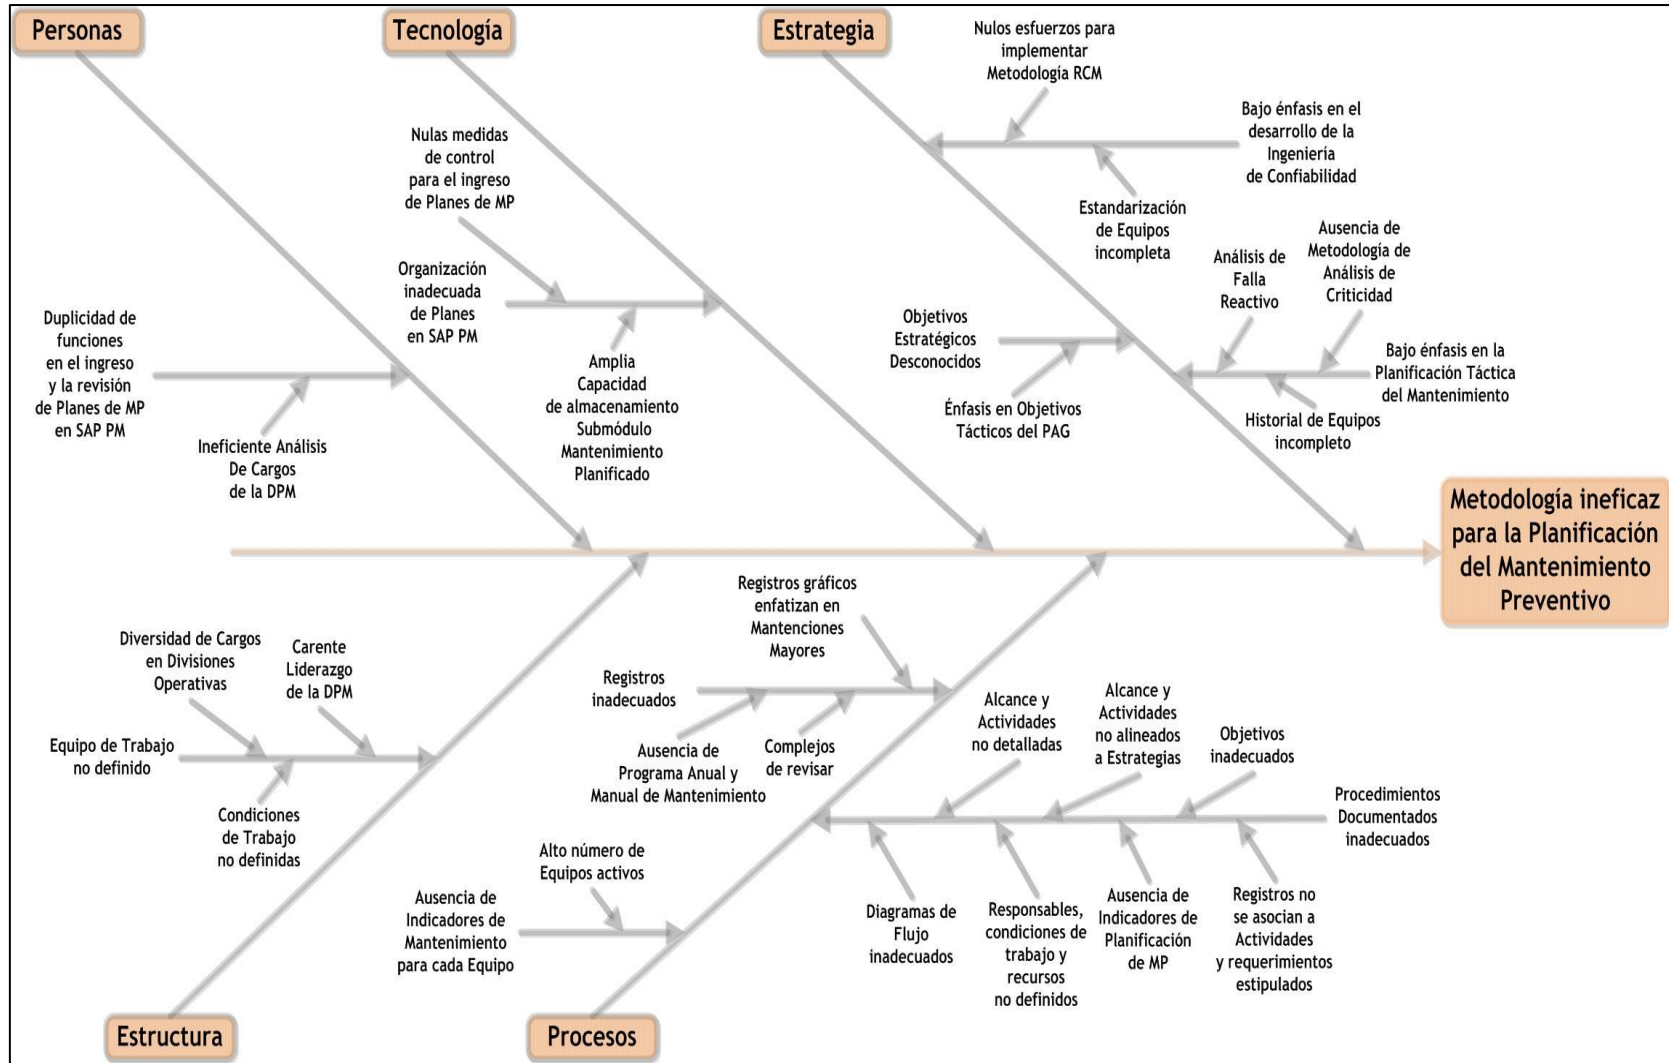 Personas
Tecnología
Estrategia
Nulos esfuerzos para
implementar
Metodología RCM
Bajo énfasis en el
desarrollo de la
Ingeniería
de Confiabilidad
Estandarización
de Equipos
incompleta
Nulas medidas
de control
para el ingreso
de Planes de MP
Organización
inadecuada
de Planes
en SAP PM
Amplia
Capacidad
de almacenamiento
Submódulo
Mantenimiento
Planificado
Duplicidad de
funciones
en el ingreso
y la revisión
de Planes de MP
en SAP PM
Ineficiente Análisis
De Cargos
de la DPM
Objetivos
Estratégicos
Desconocidos
Énfasis en Objetivos
Tácticos del PAG
Análisis de
Falla
Reactivo
Ausencia de
Metodología de
Análisis de
Criticidad
Bajo énfasis en la
Planificación Táctica
del Mantenimiento
Historial de Equipos
incompleto
Metodología ineficaz
para la Planificación
del Mantenimiento
Preventivo
Diversidad de Cargos
en Divisiones
Operativas
Carente
Liderazgo
de la DPM
Equipo de Trabajo
no definido
Condiciones
de Trabajo
no definidas
Registros gráficos
enfatizan en
Mantenciones
Mayores
Registros
inadecuados
Ausencia de
Programa Anual y
Manual de Mantenimiento
Complejos
de revisar
Alcance y
Actividades
no detalladas
Alcance y
Actividades
no alineados
a Estrategias
Objetivos
inadecuados
Procedimientos
Documentados
inadecuados
Alto número de
Equipos activos
Ausencia de
Indicadores de
Mantenimiento
para cada Equipo
Diagramas de
Flujo
inadecuados
Responsables,
condiciones de
trabajo y
recursos
no definidos
Ausencia de
Indicadores de
Planificación
de MP
Registros no
se asocian a
Actividades
y requerimientos
estipulados
Estructura
Procesos